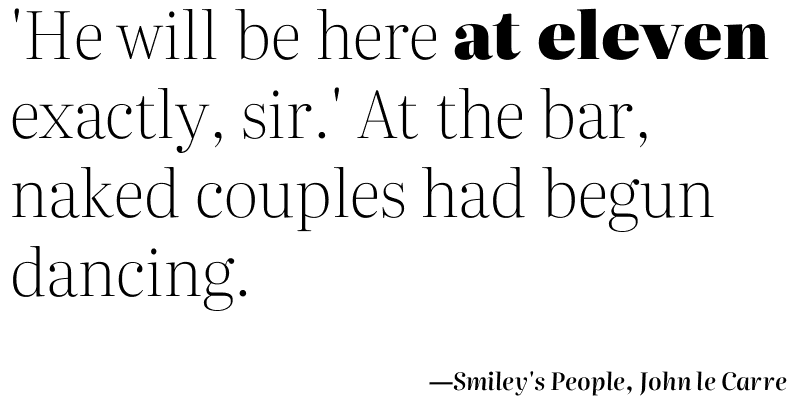 'He will be here at eleven
exactly, sir.' At the bar,
naked couples had begun
dancing.
—Smiley's People, John le Carre